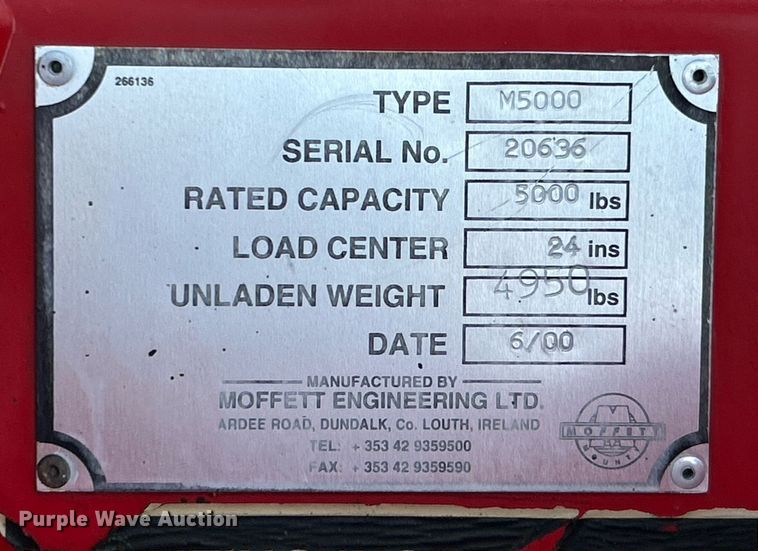 266136
TYPE M5000
SERIAL No. 20636
RATED CAPACITY 5000 lbs
LOAD CENTER 24 ins
UNLADEN WEIGHT 4950 lbs
DATE 6/00
MANUFACTURED BY
MOFFETT ENGINEERING LTD.
ARDEE ROAD, DUNDALK, Co. LOUTH, IRELAND
TEL: + 353 42 9359500
FAX: + 353 42 9359590
M
MOFFETT
MOUNTY
Purple Wave Auction